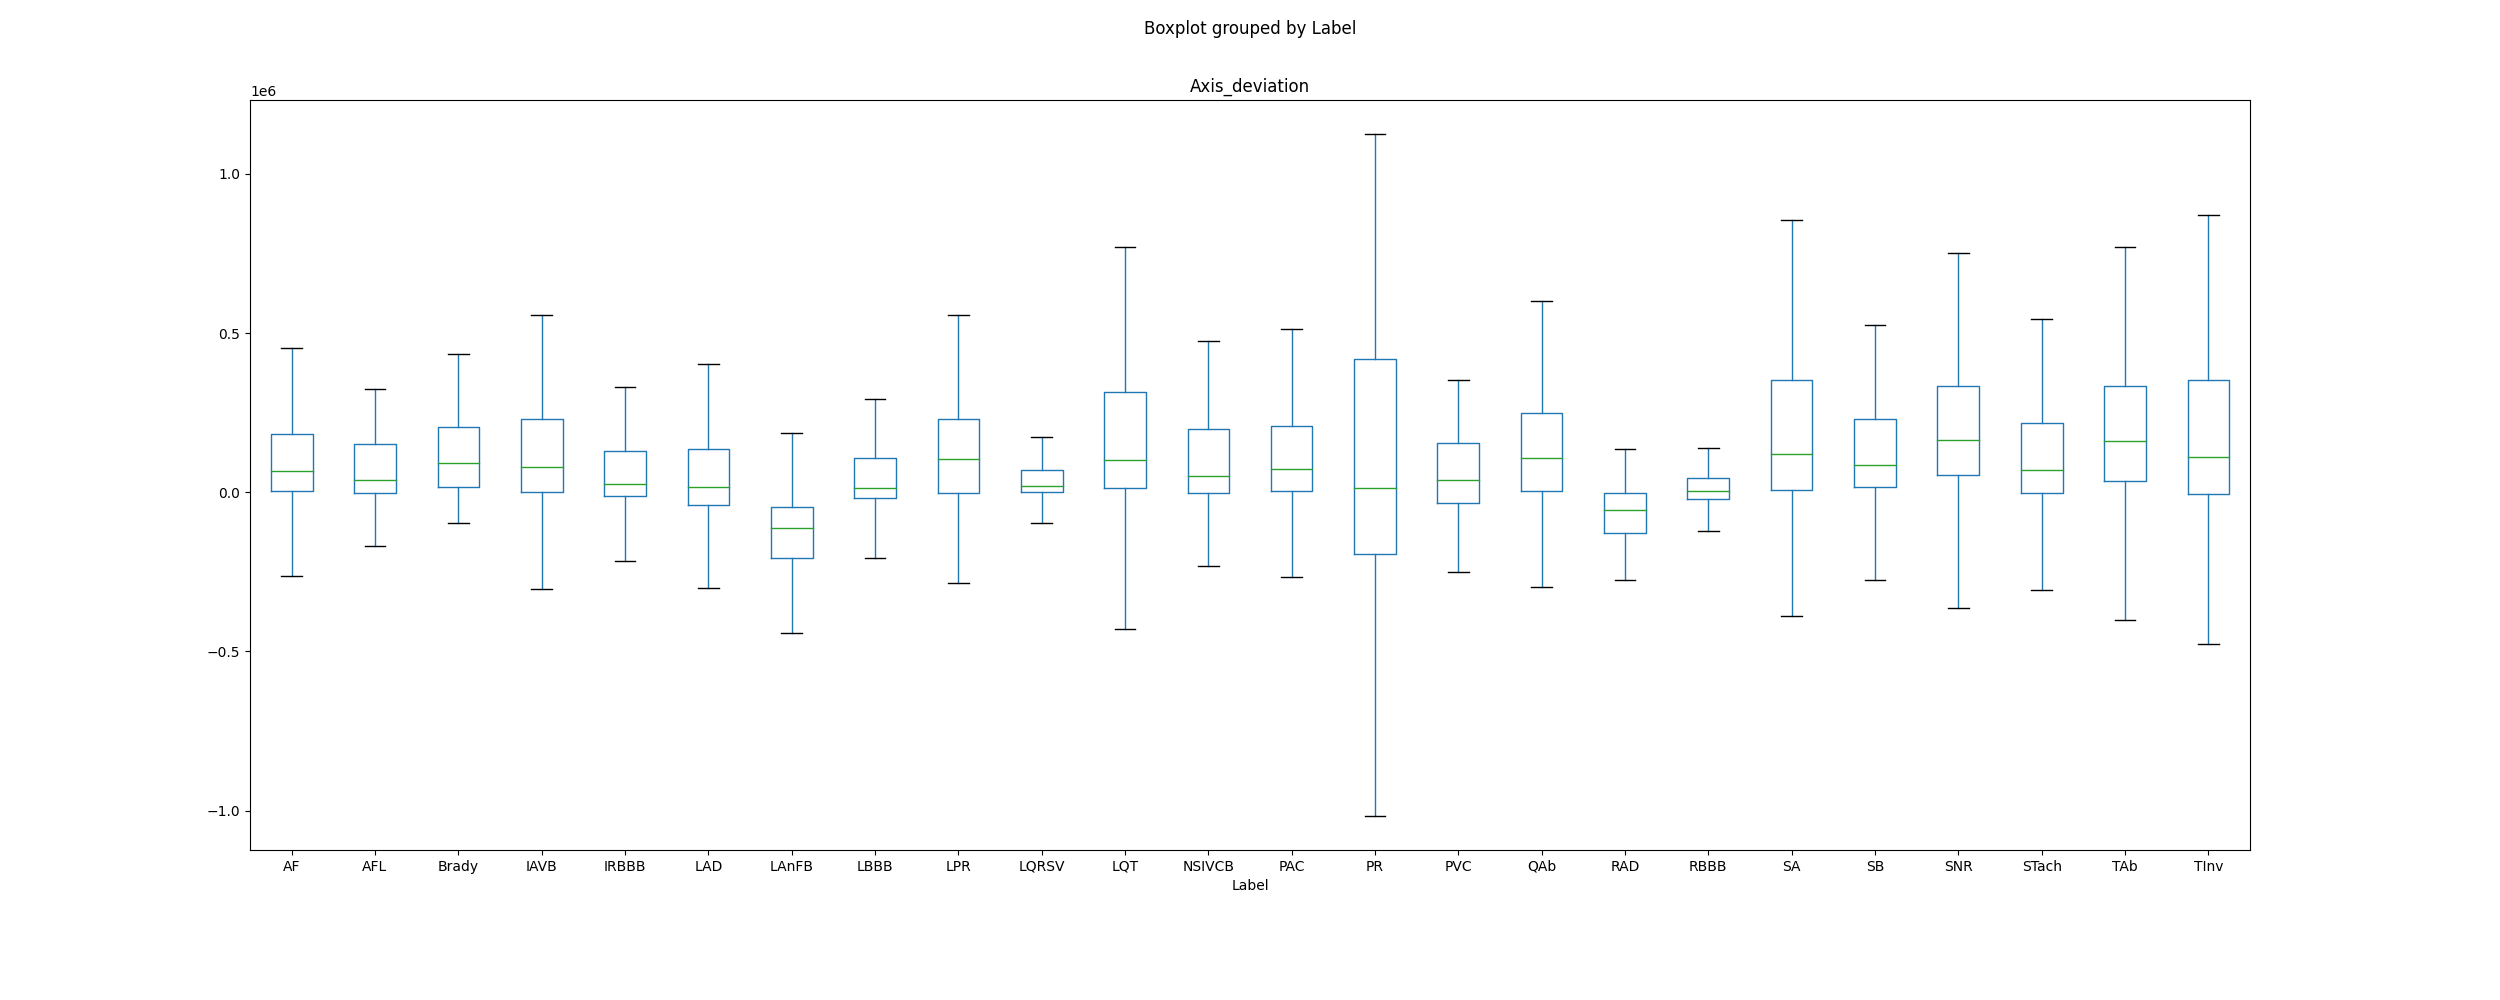 Boxplot grouped by Label
Axis_deviation
1e6
1.0
0.5
0.0
−0.5
−1.0
AF AFL Brady IAVB IRBBB LAD LAnFB LBBB LPR LQRSV LQT NSIVCB PAC PR PVC QAb RAD RBBB SA SB SNR STach TAb TInv
Label